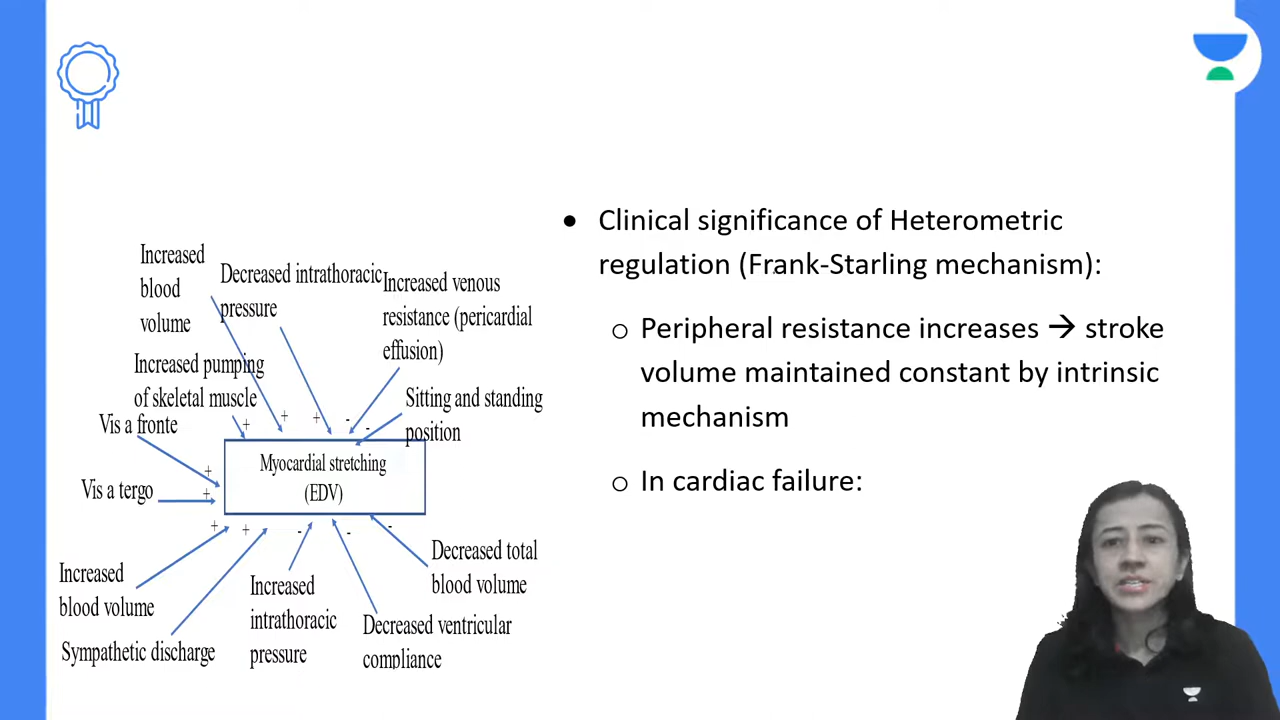 Increased
blood
volume
Decreased intrathoracic
pressure
Increased venous
resistance (pericardial
effusion)
Increased pumping
of skeletal muscle
Sitting and standing
position
Vis a fronte
Vis a tergo
+
+
+
-
-
+
+
Myocardial stretching
(EDV)
+
+
-
-
-
Increased
blood volume
Sympathetic discharge
Increased
intrathoracic
pressure
Decreased ventricular
compliance
Decreased total
blood volume
• Clinical significance of Heterometric
regulation (Frank-Starling mechanism):
o Peripheral resistance increases → stroke
volume maintained constant by intrinsic
mechanism
o In cardiac failure: